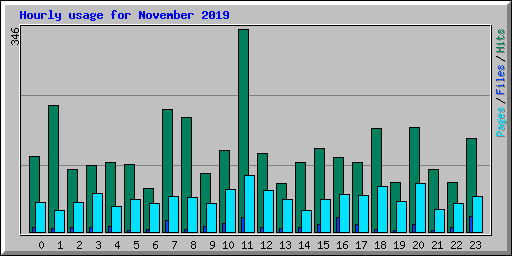 Hourly usage for November 2019
346
Pages / Files / Hits
0 1 2 3 4 5 6 7 8 9 10 11 12 13 14 15 16 17 18 19 20 21 22 23